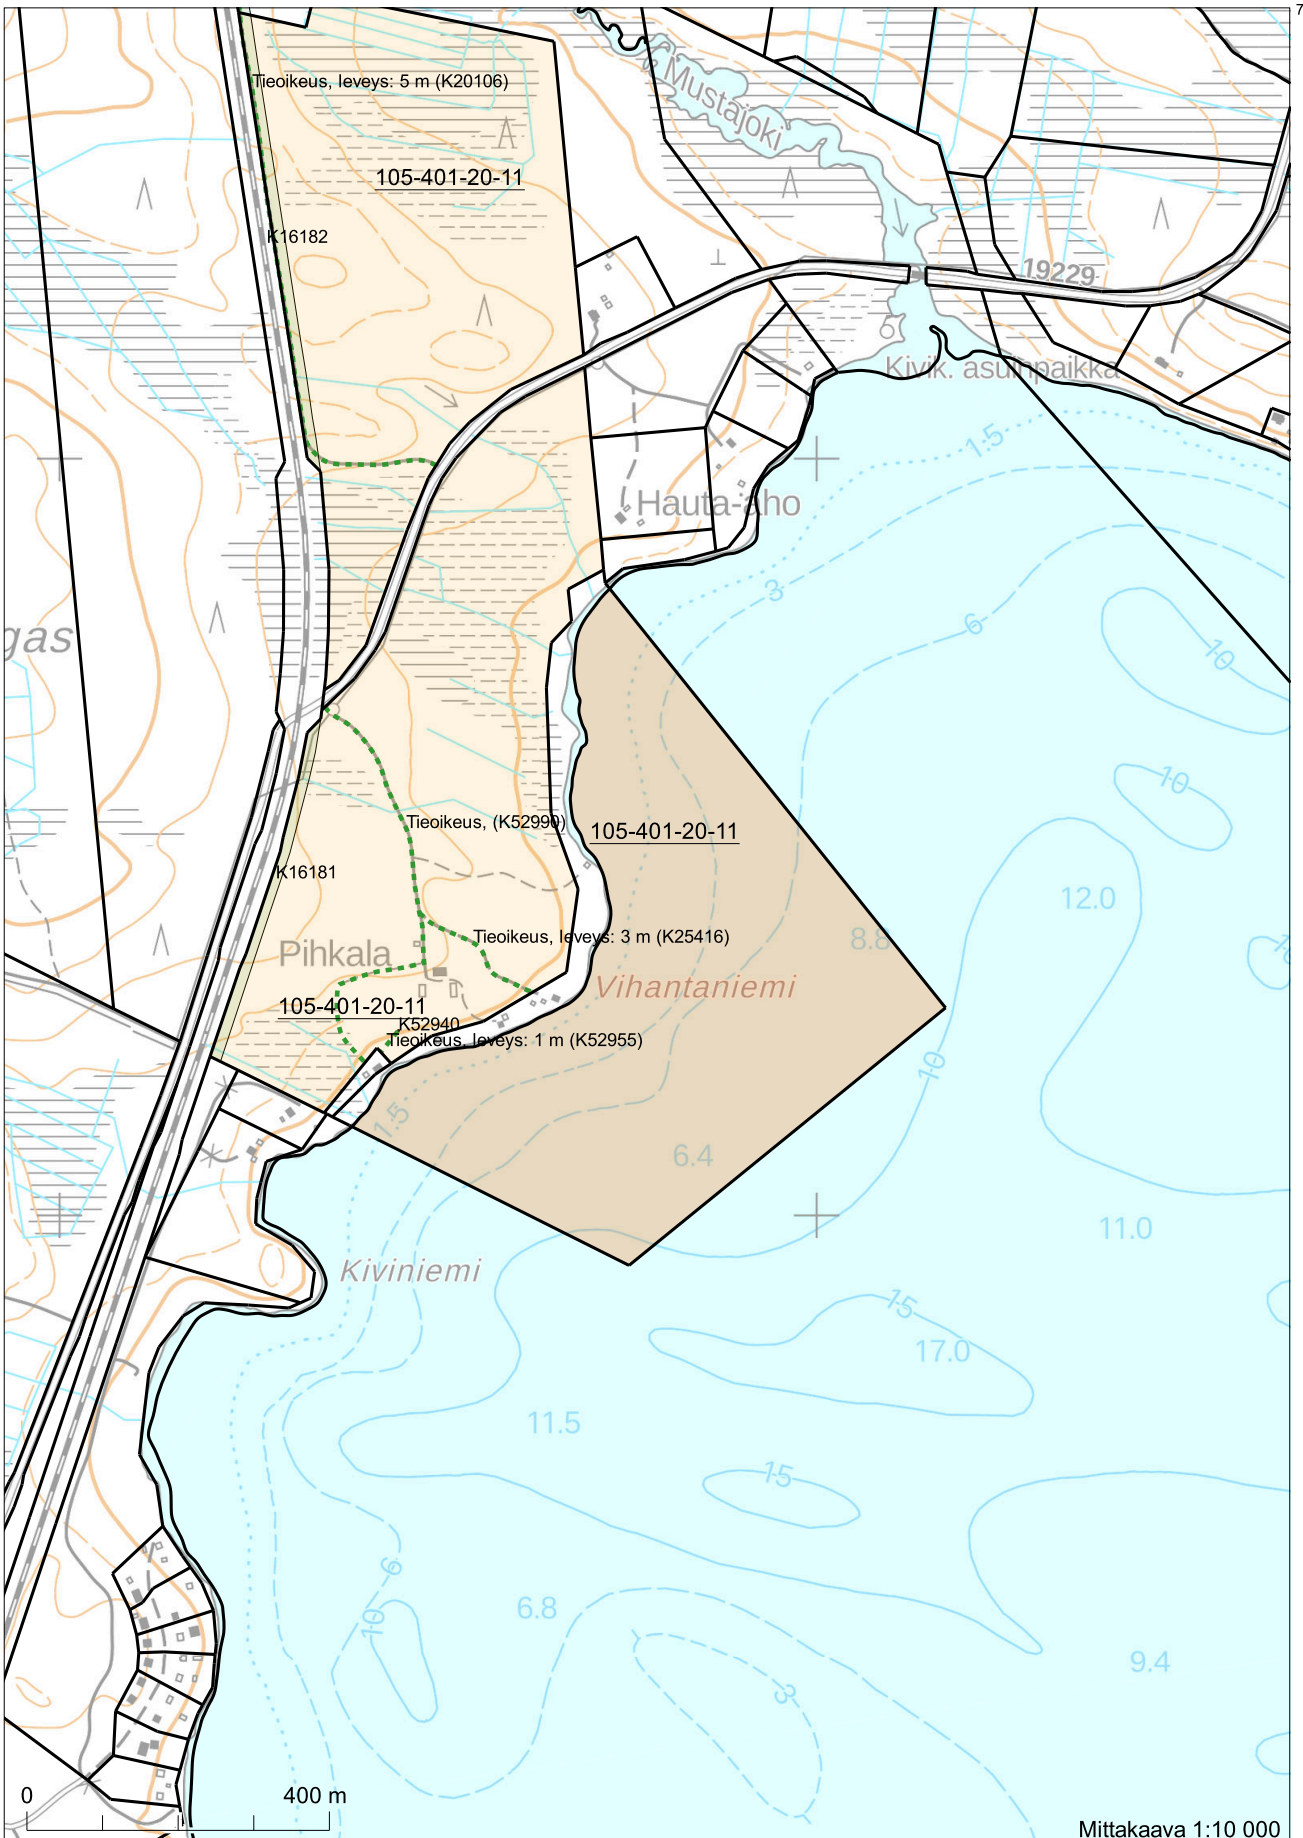 7
Tieoikeus, leveys: 5 m (K20106)
Mustajoki
105-401-20-11
K16182
19229
Kivik. asuinpaikka
1.5
Hauta-aho
3
6
10
gas
10
Tieoikeus, (K52990)
105-401-20-11
K16181
12.0
8.8
Tieoikeus, leveys: 3 m (K25416)
Pihkala
Vihantaniemi
105-401-20-11
K52940
Tieoikeus, leveys: 1 m (K52955)
10
1.5
6.4
11.0
Kiviniemi
15
17.0
11.5
15
6
10
6.8
9.4
3
0 400 m
Mittakaava 1:10 000